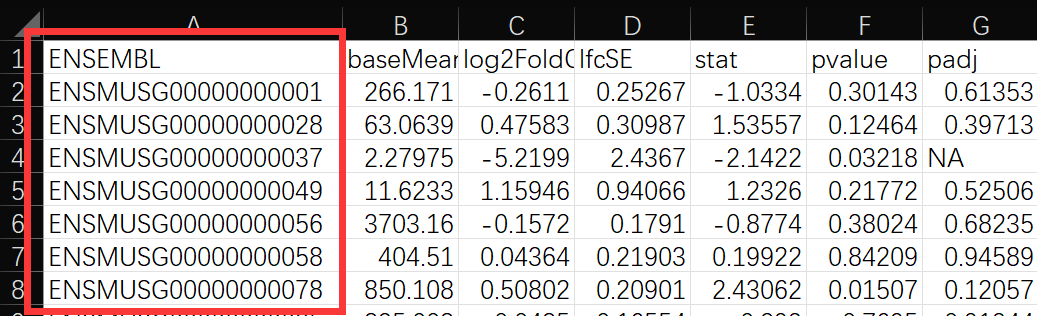 A B C D E F G
1 ENSEMBL baseMear log2FoldC lfcSE stat pvalue padj
2 ENSMUSG00000000001 266.171 -0.2611 0.25267 -1.0334 0.30143 0.61353
3 ENSMUSG00000000028 63.0639 0.47583 0.30987 1.53557 0.12464 0.39713
4 ENSMUSG00000000037 2.27975 -5.2199 2.4367 -2.1422 0.03218 NA
5 ENSMUSG00000000049 11.6233 1.15946 0.94066 1.2326 0.21772 0.52506
6 ENSMUSG00000000056 3703.16 -0.1572 0.1791 -0.8774 0.38024 0.68235
7 ENSMUSG00000000058 404.51 0.04364 0.21903 0.19922 0.84209 0.94589
8 ENSMUSG00000000078 850.108 0.50802 0.20901 2.43062 0.01507 0.12057